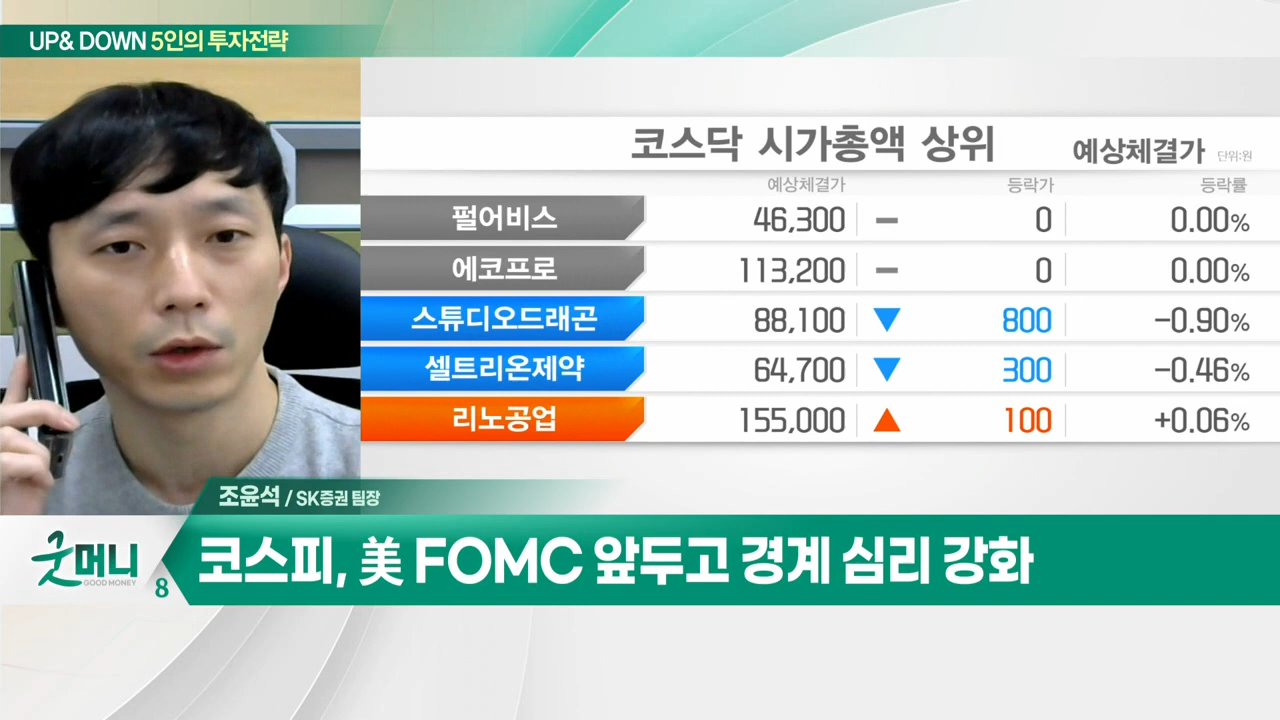 UP& DOWN 5인의 투자전략
코스닥 시가총액 상위 예상체결가 단위:원
예상체결가 등락가 등락률
펄어비스 46,300 0 0.00%
에코프로 113,200 0 0.00%
스튜디오드래곤 88,100 ▼ 800 -0.90%
셀트리온제약 64,700 ▼ 300 -0.46%
리노공업 155,000 ▲ 100 +0.06%
조윤석 / SK증권 팀장
굿머니 GOOD MONEY 8
코스피, 美 FOMC 앞두고 경계 심리 강화